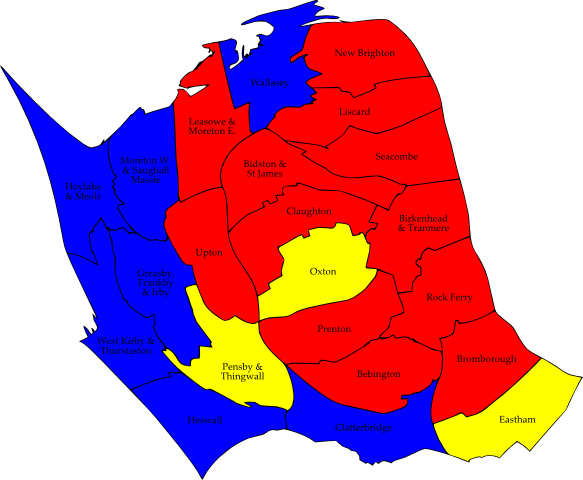 New Brighton
Wallasey
Liscard
Leasowe &
Moreton E.
Seacombe
Moreton W.
& Saughall
Massie
Bidston &
St James
Hoylake
& Meols
Claughton
Birkenhead
& Tranmere
Upton
Oxton
Greasby
Frankby
& Irby
Rock Ferry
Prenton
West Kirby &
Thurstaston
Bromborough
Pensby &
Thingwall
Bebington
Eastham
Heswall
Clatterbridge